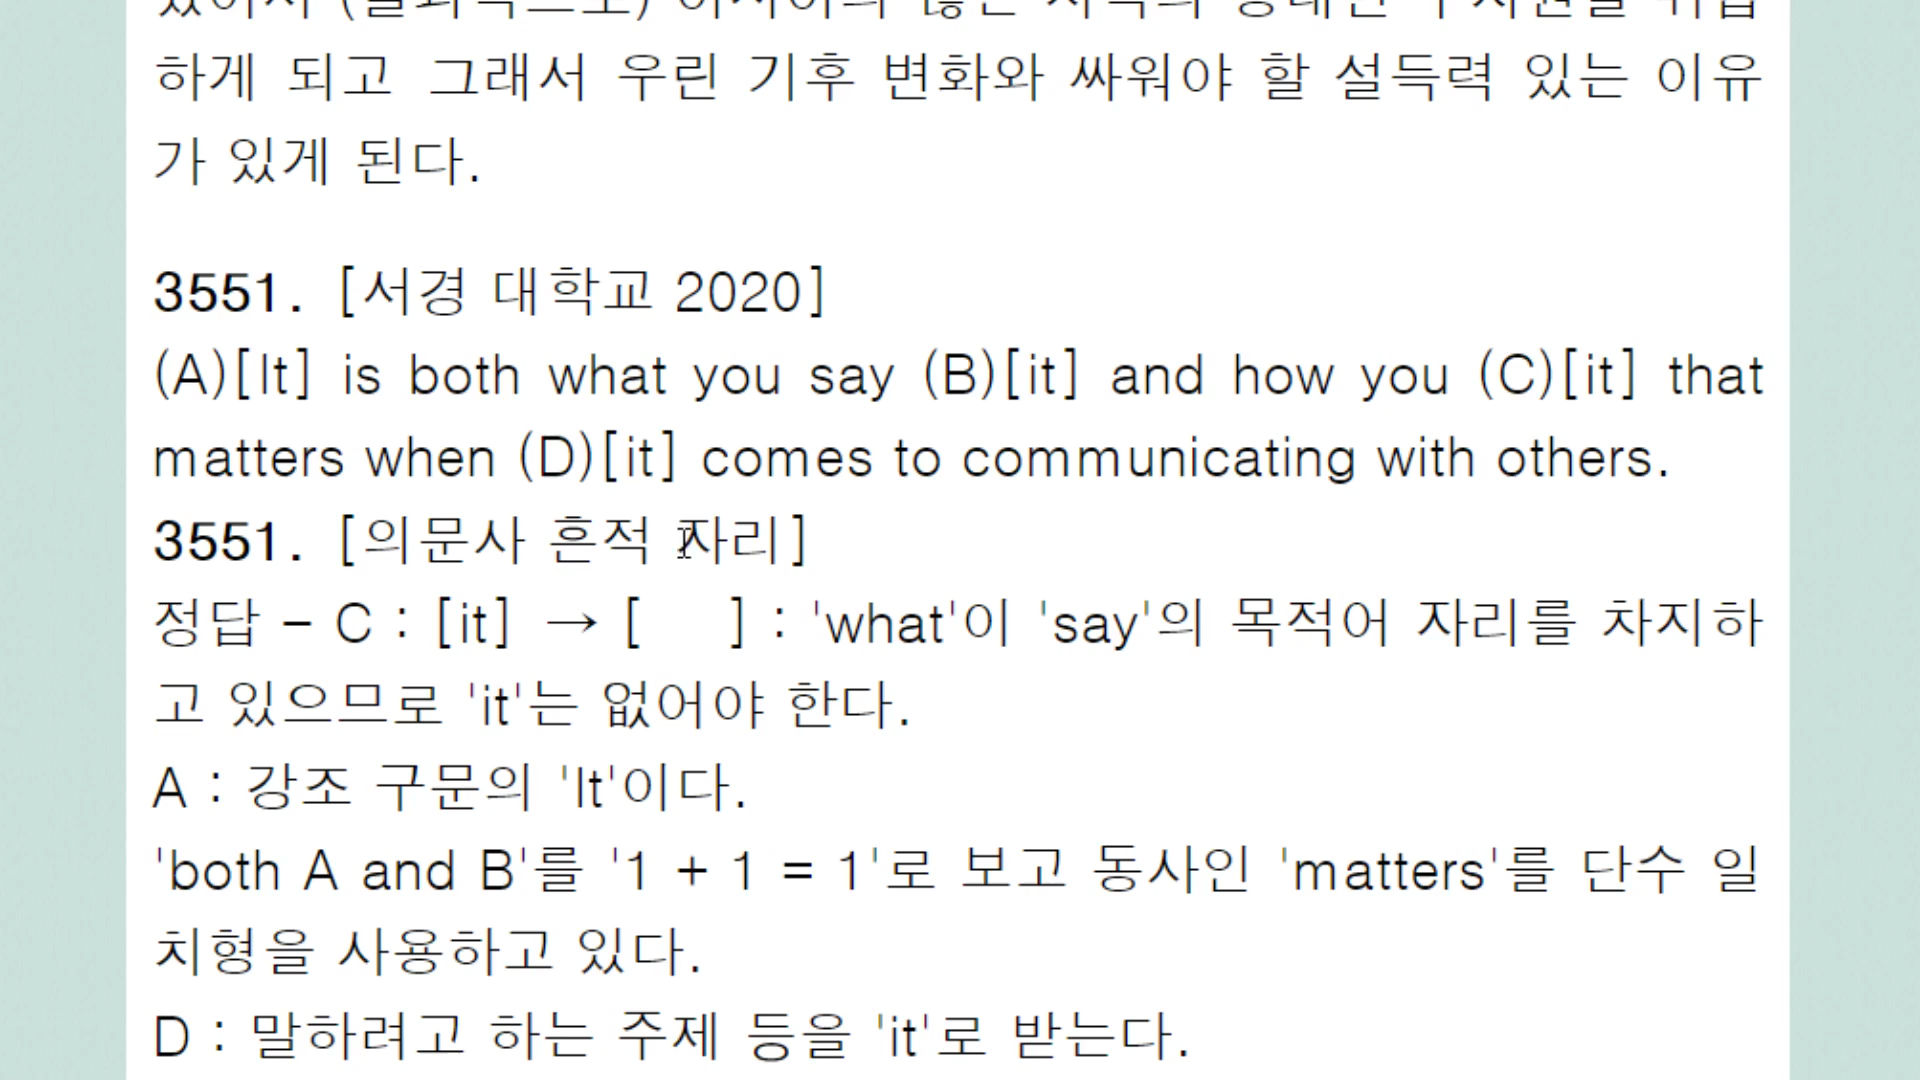 하게 되고 그래서 우린 기후 변화와 싸워야 할 설득력 있는 이유
가 있게 된다.
3551. [서경 대학교 2020]
(A)[It] is both what you say (B)[it] and how you (C)[it] that
matters when (D)[it] comes to communicating with others.
3551. [의문사 흔적 자리]
정답 – C : [it] → [ ] : 'what'이 'say'의 목적어 자리를 차지하
고 있으므로 'it'는 없어야 한다.
A : 강조 구문의 'It'이다.
'both A and B'를 '1 + 1 = 1'로 보고 동사인 'matters'를 단수 일
치형을 사용하고 있다.
D : 말하려고 하는 주제 등을 'it'로 받는다.